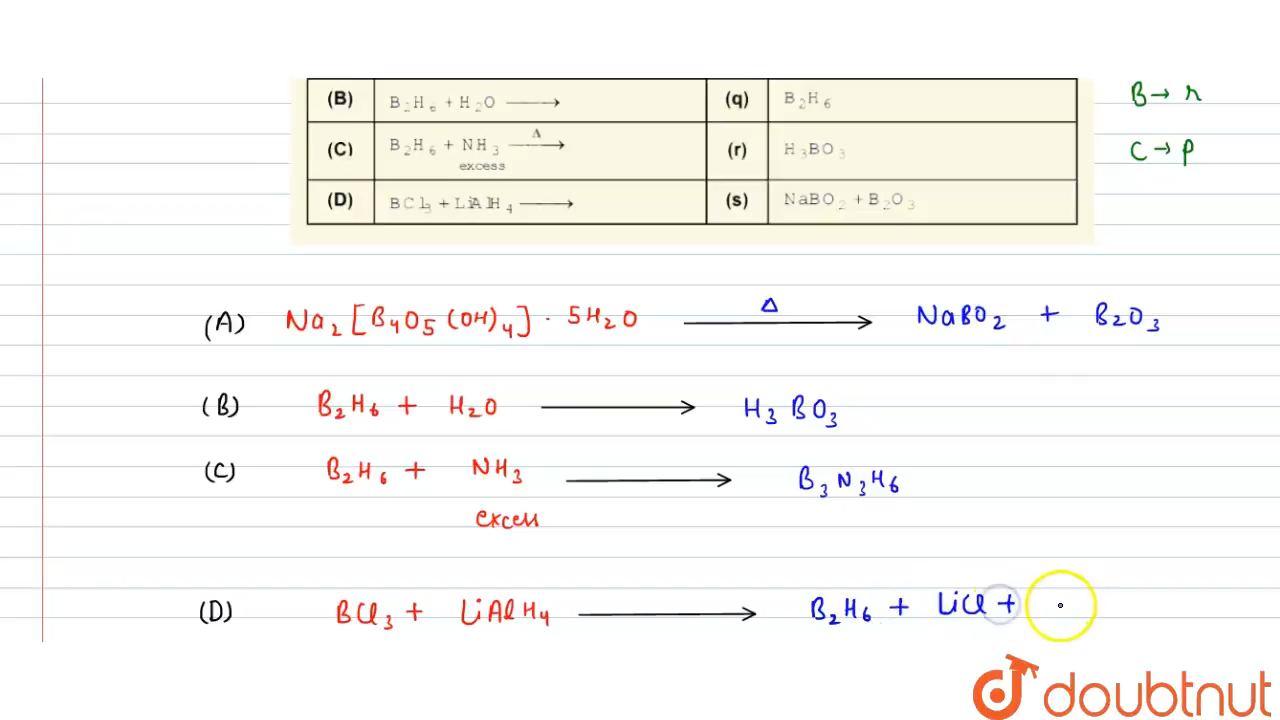 (B) B₂H₆ + H₂O ⟶ (q) B₂H₆
B → r
(C) B₂H₆ + NH₃ excess —Δ→ (r) H₃BO₃
C → p
(D) BCl₃ + LiAlH₄ ⟶ (s) NaBO₂ + B₂O₃
(A) Na₂[B₄O₅(OH)₄]·5H₂O —Δ→ NaBO₂ + B₂O₃
(B) B₂H₆ + H₂O ⟶ H₃BO₃
(C) B₂H₆ + NH₃ ⟶ B₃N₃H₆
excess
(D) BCl₃ + LiAlH₄ ⟶ B₂H₆ + LiCl +
doubtnut